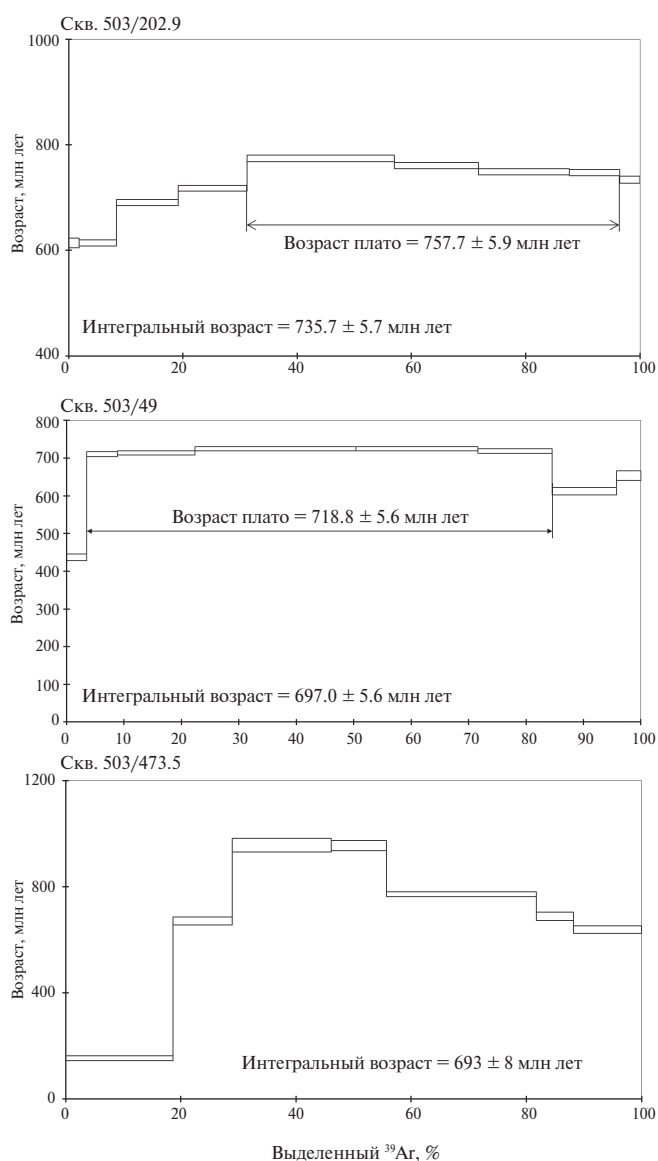 Скв. 503/202.9
1000
800
600
400
Возраст, млн лет
Возраст плато = 757.7 ± 5.9 млн лет
Интегральный возраст = 735.7 ± 5.7 млн лет
0 20 40 60 80 100
Скв. 503/49
800
700
600
500
400
300
200
100
0
Возраст, млн лет
Возраст плато = 718.8 ± 5.6 млн лет
Интегральный возраст = 697.0 ± 5.6 млн лет
0 10 20 30 40 50 60 70 80 90 100
Скв. 503/473.5
1200
800
400
0
Возраст, млн лет
Интегральный возраст = 693 ± 8 млн лет
0 20 40 60 80 100
Выделенный ³⁹Ar, %